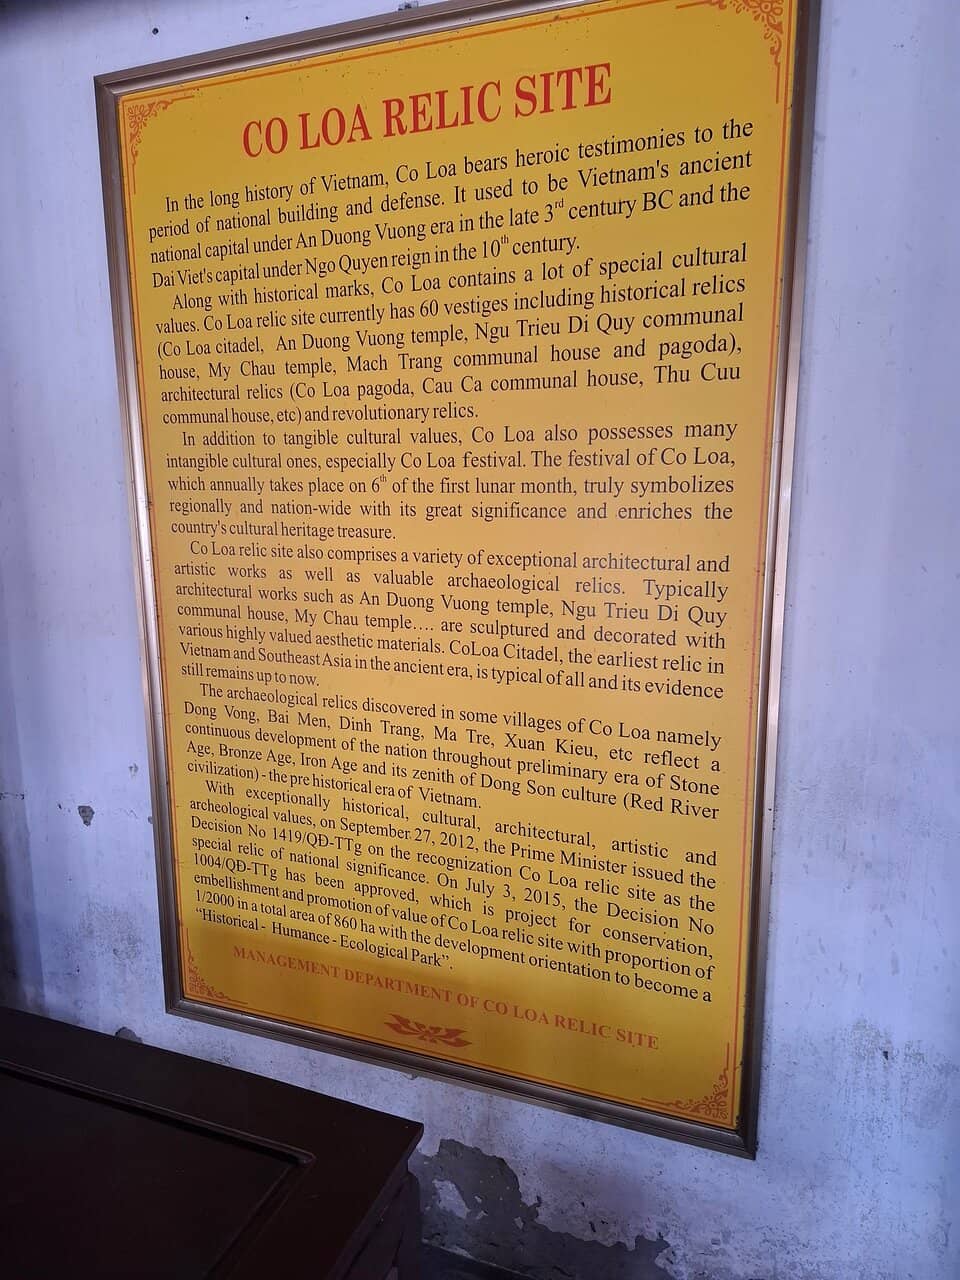 CO LOA RELIC SITE
In the long history of Vietnam, Co Loa bears heroic testimonies to the
period of national building and defense. It used to be Vietnam's ancient
national capital under An Duong Vuong era in the late 3rd century BC and the
Dai Viet's capital under Ngo Quyen reign in the 10th century.
Along with historical marks, Co Loa contains a lot of special cultural
values. Co Loa relic site currently has 60 vestiges including historical relics
(Co Loa citadel, An Duong Vuong temple, Ngu Trieu Di Quy communal
house, My Chau temple, Mach Trang communal house and pagoda),
architectural relics (Co Loa pagoda, Cau Ca communal house, Thu Cuu
communal house, etc) and revolutionary relics.
In addition to tangible cultural values, Co Loa also possesses many
intangible cultural ones, especially Co Loa festival. The festival of Co Loa,
which annually takes place on 6th of the first lunar month, truly symbolizes
regionally and nation-wide with its great significance and enriches the
country's cultural heritage treasure.
Co Loa relic site also comprises a variety of exceptional architectural and
artistic works as well as valuable archaeological relics. Typically
architectural works such as An Duong Vuong temple, Ngu Trieu Di Quy
communal house, My Chau temple.... are sculptured and decorated with
various highly valued aesthetic materials. CoLoa Citadel, the earliest relic in
Vietnam and Southeast Asia in the ancient era, is typical of all and its evidence
still remains up to now.
The archaeological relics discovered in some villages of Co Loa namely
Dong Vong, Bai Men, Dinh Trang, Ma Tre, Xuan Kieu, etc reflect a
continuous development of the nation throughout preliminary era of Stone
Age, Bronze Age, Iron Age and its zenith of Dong Son culture (Red River
civilization) - the pre historical era of Vietnam.
With exceptionally historical, cultural, architectural, artistic and
archeological values, on September 27, 2012, the Prime Minister issued the
Decision No 1419/QĐ-TTg on the recognization Co Loa relic site as the
special relic of national significance. On July 3, 2015, the Decision No
1004/QĐ-TTg has been approved, which is project for conservation,
embellishment and promotion of value of Co Loa relic site with proportion of
1/2000 in a total area of 860 ha with the development orientation to become a
“Historical - Humance - Ecological Park”.
MANAGEMENT DEPARTMENT OF CO LOA RELIC SITE